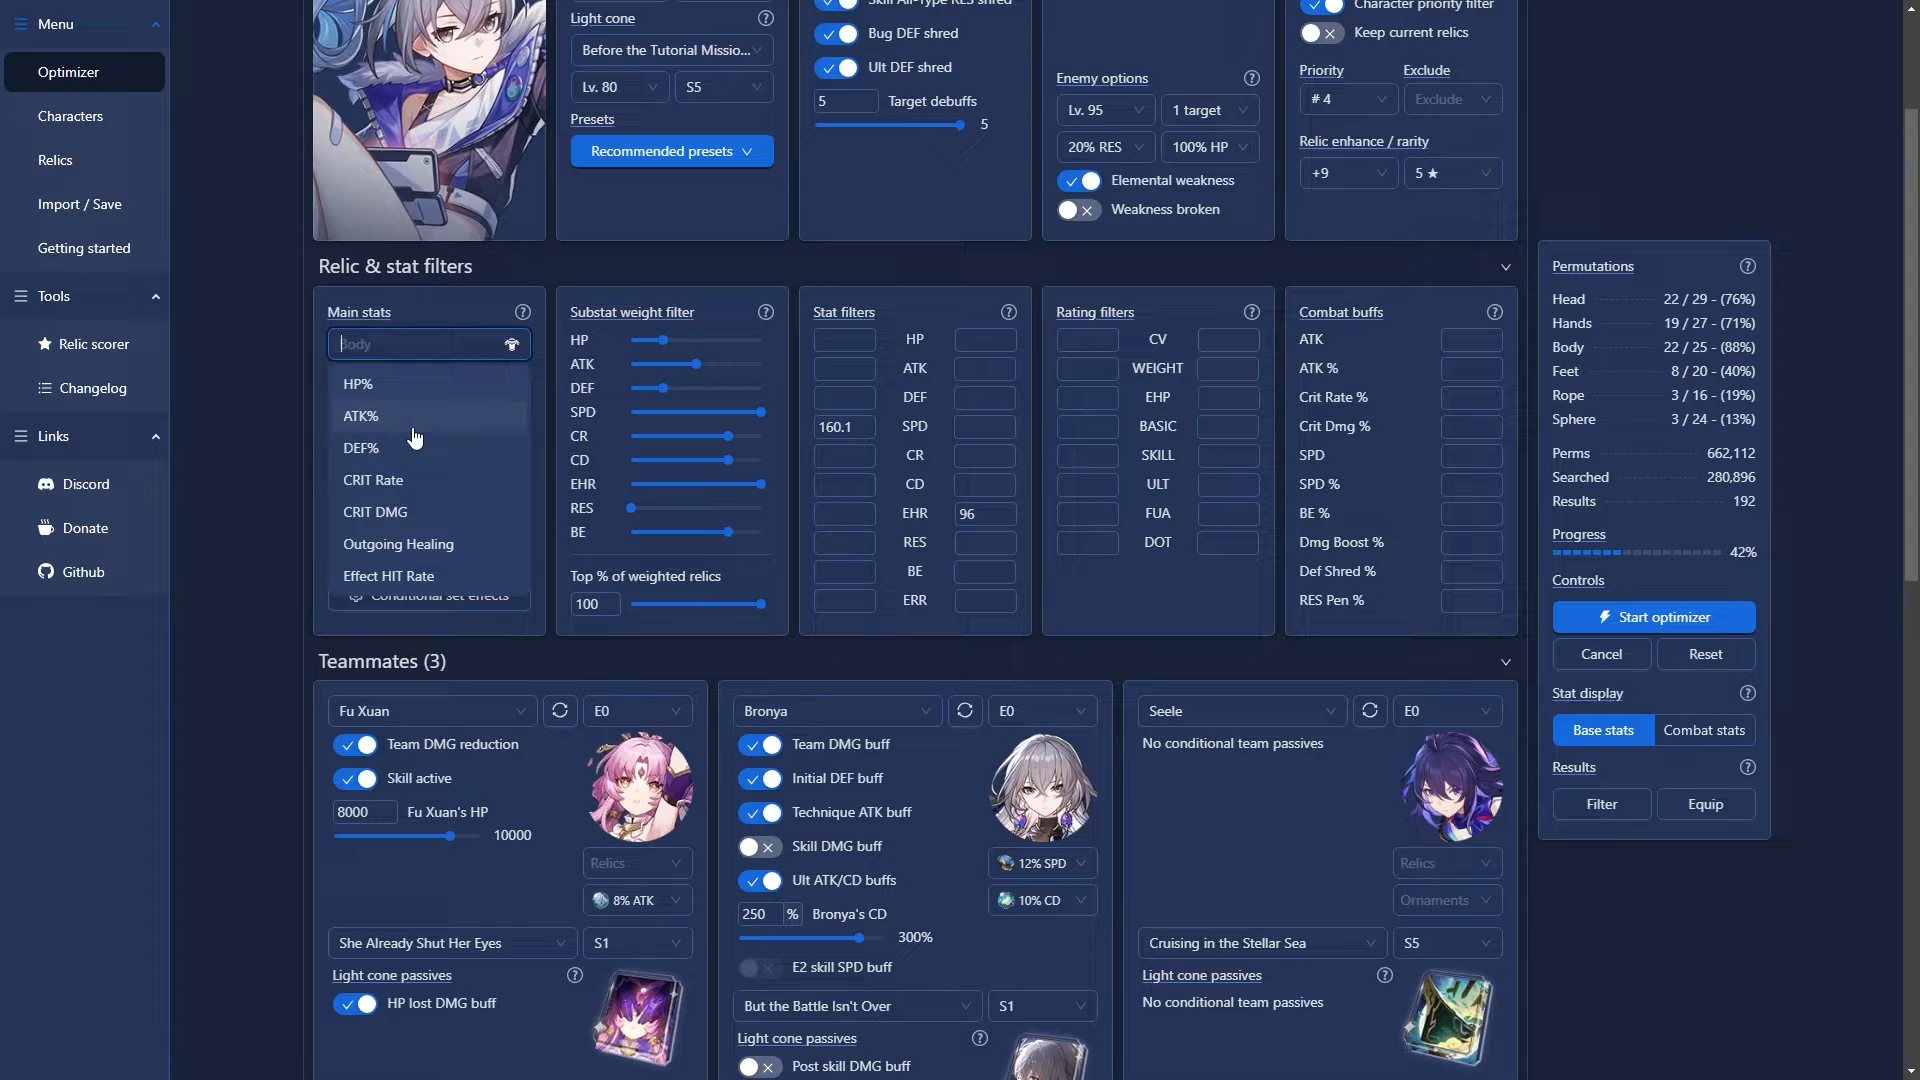 Menu
Optimizer
Characters
Relics
Import / Save
Getting started
Tools
Relic scorer
Changelog
Links
Discord
Donate
Github
Light cone
Before the Tutorial Missio...
Lv. 80
S5
Presets
Recommended presets
Skill All-Type RES shred
Bug DEF shred
Ult DEF shred
5
Target debuffs
5
Enemy options
Lv. 95
1 target
20% RES
100% HP
Elemental weakness
Weakness broken
Character priority filter
Keep current relics
Priority
Exclude
# 4
Exclude
Relic enhance / rarity
+9
5 ★
Relic & stat filters
Main stats
Body
HP%
ATK%
DEF%
CRIT Rate
CRIT DMG
Outgoing Healing
Effect HIT Rate
Conditional set effects
Substat weight filter
HP
ATK
DEF
SPD
CR
CD
EHR
RES
BE
Top % of weighted relics
100
Stat filters
HP
ATK
DEF
160.1
SPD
CR
CD
EHR
96
RES
BE
ERR
Rating filters
CV
WEIGHT
EHP
BASIC
SKILL
ULT
FUA
DOT
Combat buffs
ATK
ATK %
Crit Rate %
Crit Dmg %
SPD
SPD %
BE %
Dmg Boost %
Def Shred %
RES Pen %
Permutations
Head 22 / 29 - (76%)
Hands 19 / 27 - (71%)
Body 22 / 25 - (88%)
Feet 8 / 20 - (40%)
Rope 3 / 16 - (19%)
Sphere 3 / 24 - (13%)
Perms 662,112
Searched 280,896
Results 192
Progress
42%
Controls
Start optimizer
Cancel
Reset
Stat display
Base stats
Combat stats
Results
Filter
Equip
Teammates (3)
Fu Xuan
E0
Team DMG reduction
Skill active
8000
Fu Xuan's HP
10000
Relics
8% ATK
She Already Shut Her Eyes
S1
Light cone passives
HP lost DMG buff
Bronya
E0
Team DMG buff
Initial DEF buff
Technique ATK buff
Skill DMG buff
Ult ATK/CD buffs
250 %
Bronya's CD
300%
E2 skill SPD buff
12% SPD
10% CD
But the Battle Isn't Over
S1
Light cone passives
Post skill DMG buff
Seele
E0
No conditional team passives
Relics
Ornaments
Cruising in the Stellar Sea
S5
Light cone passives
No conditional team passives